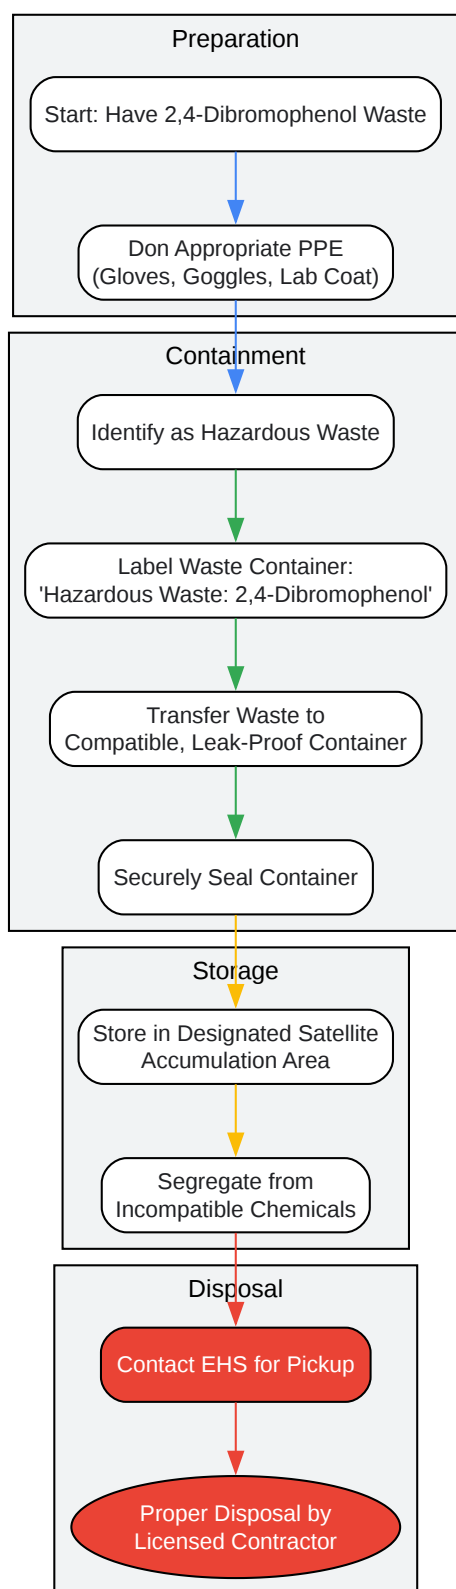 Preparation
Start: Have 2,4-Dibromophenol Waste
Don Appropriate PPE
(Gloves, Goggles, Lab Coat)
Containment
Identify as Hazardous Waste
Label Waste Container:
'Hazardous Waste: 2,4-Dibromophenol'
Transfer Waste to
Compatible, Leak-Proof Container
Securely Seal Container
Storage
Store in Designated Satellite
Accumulation Area
Segregate from
Incompatible Chemicals
Disposal
Contact EHS for Pickup
Proper Disposal by
Licensed Contractor